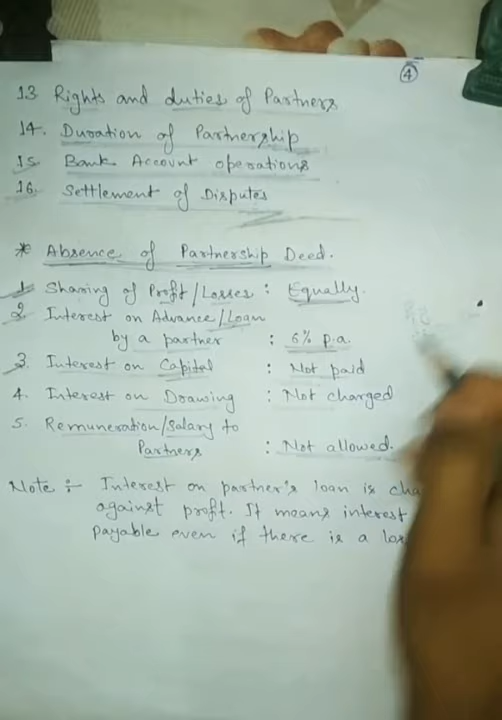 ④
13 Rights and duties of Partners
14. Duration of Partnership
15. Bank Account operations
16. Settlement of Disputes
* Absence of Partnership Deed.
1. Sharing of Profit/Losses : Equally.
2. Interest on Advance/Loan
by a partner : 6% p.a.
3. Interest on Capital : Not paid
4. Interest on Drawing : Not charged
5. Remuneration/Salary to
Partners : Not allowed.
Note :- Interest on partner's loan is cha
against profit. It means interest
payable even if there is a los